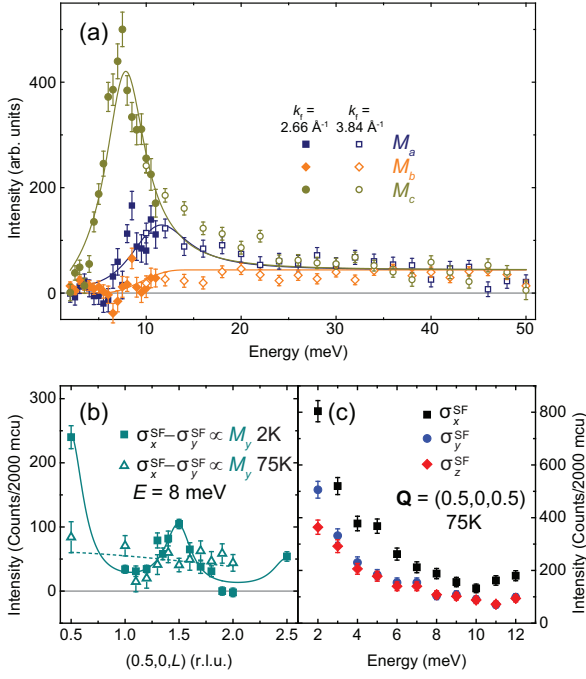 (a)
400
200
0
Intensity (arb. units)
k_f =
2.66 Å⁻¹
k_f =
3.84 Å⁻¹
M_a
M_b
M_c
10 20 30 40 50
Energy (meV)
(b)
300
200
100
0
Intensity (Counts/2000 mcu)
σ_x^SF−σ_y^SF ∝ M_y 2K
σ_x^SF−σ_y^SF ∝ M_y 75K
E = 8 meV
0.5 1.0 1.5 2.0 2.5
(0.5,0,L) (r.l.u.)
(c)
σ_x^SF
σ_y^SF
σ_z^SF
Q = (0.5,0,0.5)
75K
800
600
400
200
0
Intensity (Counts/2000 mcu)
2 4 6 8 10 12
Energy (meV)